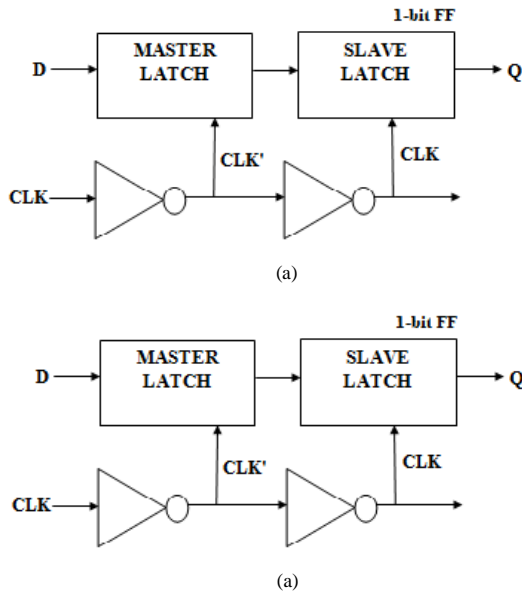 1-bit FF
D
MASTER
LATCH
SLAVE
LATCH
Q
CLK'
CLK
CLK
(a)
1-bit FF
D
MASTER
LATCH
SLAVE
LATCH
Q
CLK'
CLK
CLK
(a)